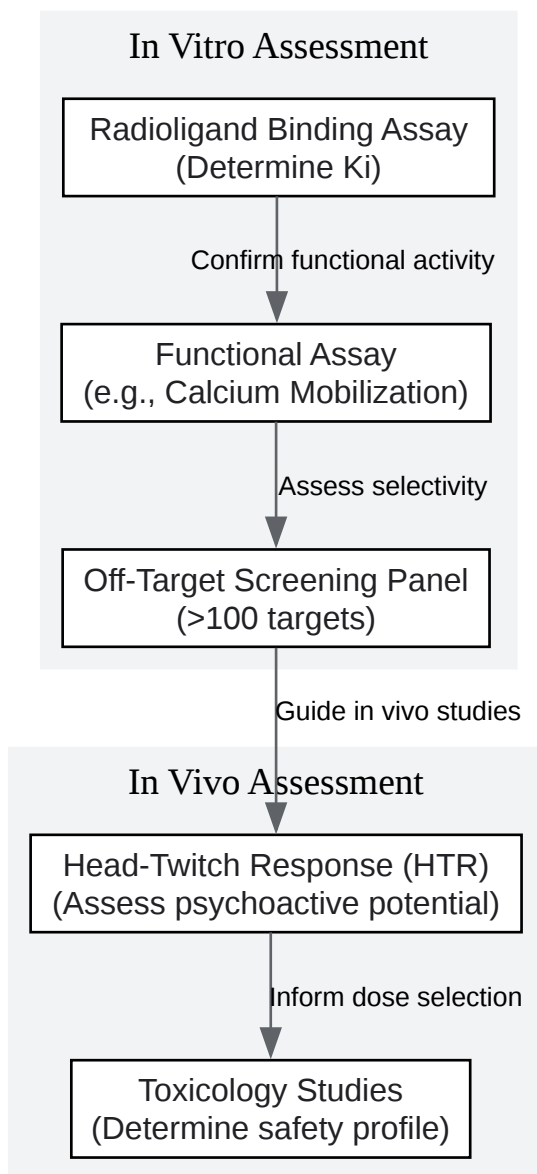 In Vitro Assessment
Radioligand Binding Assay
(Determine Ki)
Confirm functional activity
Functional Assay
(e.g., Calcium Mobilization)
Assess selectivity
Off-Target Screening Panel
(>100 targets)
Guide in vivo studies
In Vivo Assessment
Head-Twitch Response (HTR)
(Assess psychoactive potential)
Inform dose selection
Toxicology Studies
(Determine safety profile)